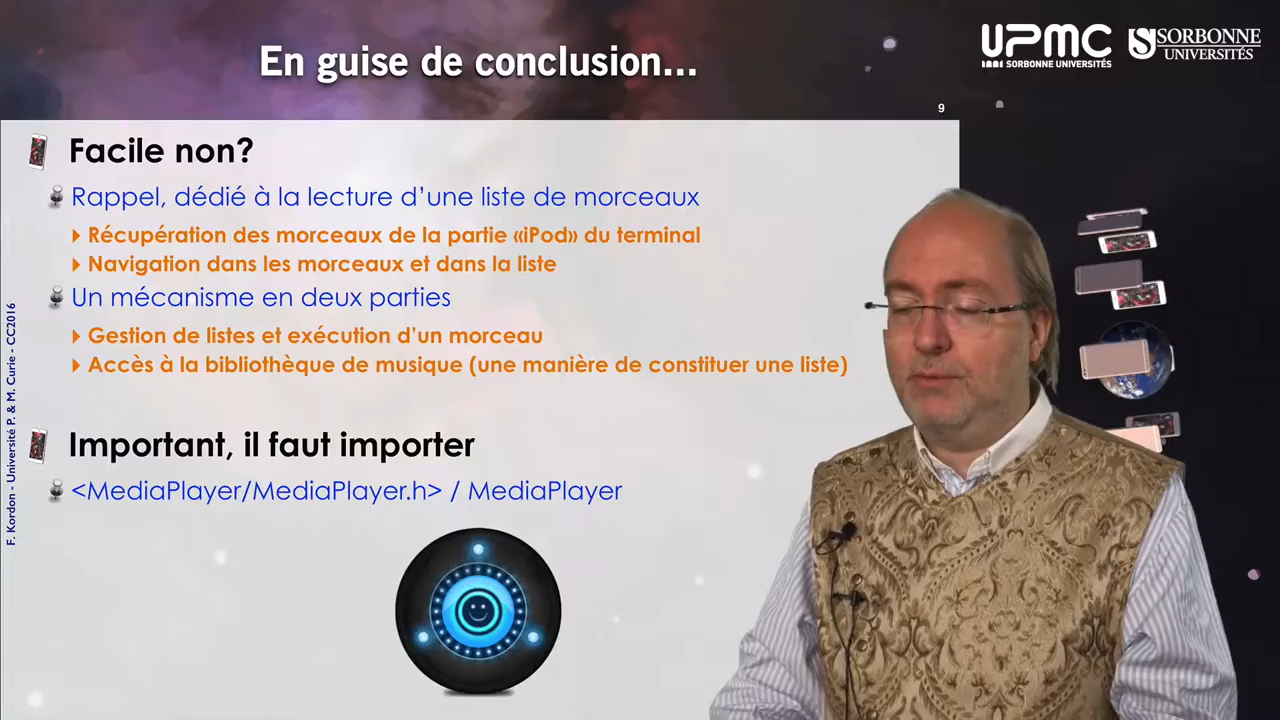 En guise de conclusion...
UPMC
SORBONNE UNIVERSITÉS
SORBONNE
UNIVERSITÉS
9
Facile non?
Rappel, dédié à la lecture d'une liste de morceaux
Récupération des morceaux de la partie «iPod» du terminal
Navigation dans les morceaux et dans la liste
Un mécanisme en deux parties
Gestion de listes et exécution d'un morceau
Accès à la bibliothèque de musique (une manière de constituer une liste)
Important, il faut importer
<MediaPlayer/MediaPlayer.h> / MediaPlayer
F. Kordon - Université P. & M. Curie - CC2016